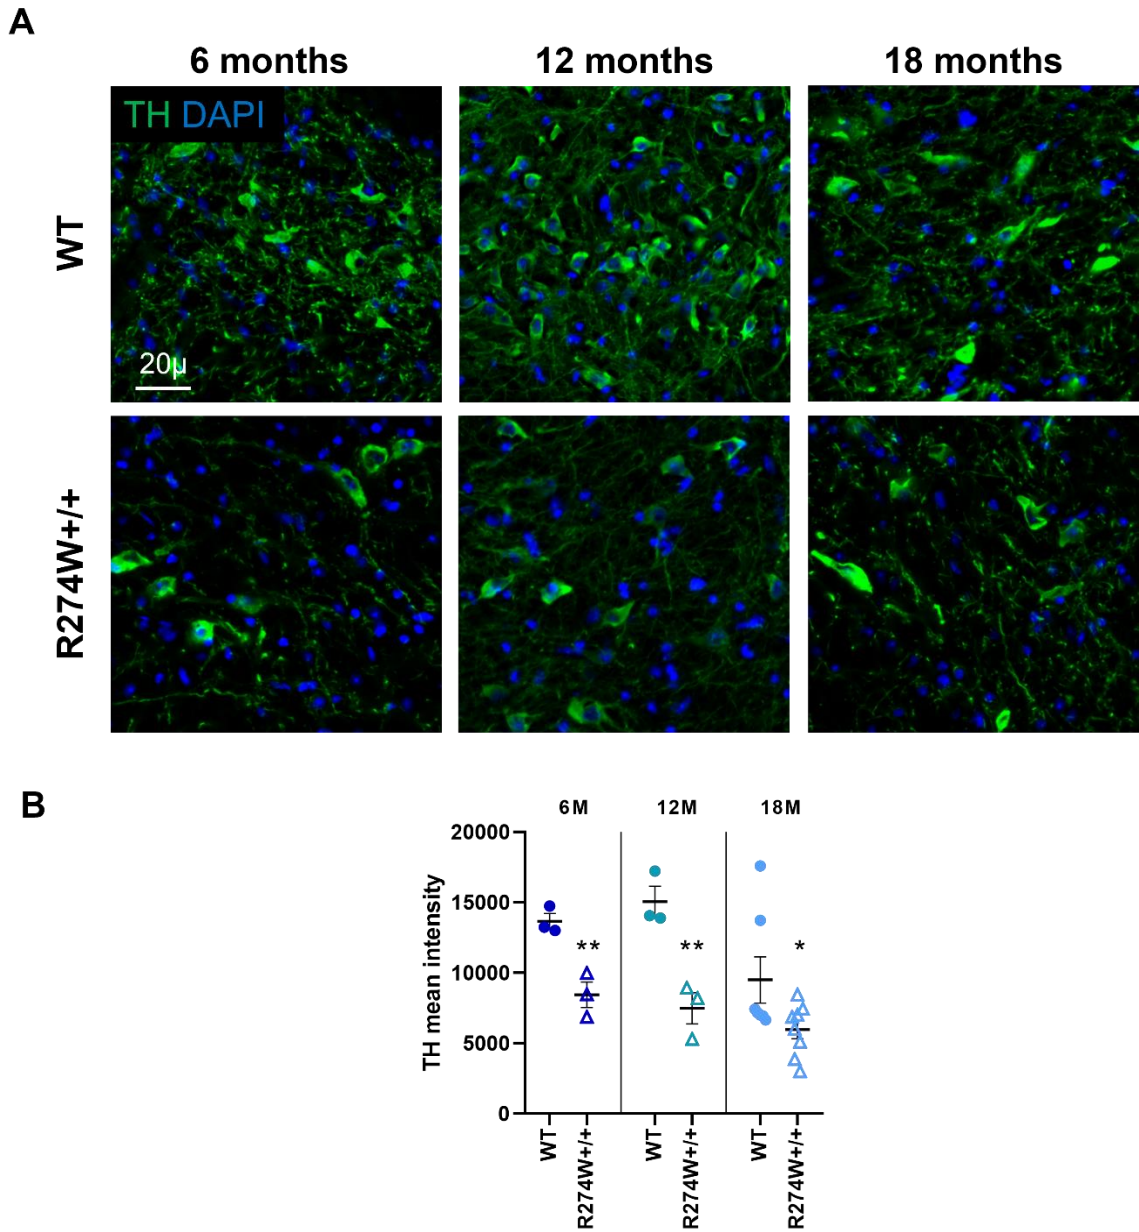 A
6 months 12 months 18 months
TH DAPI
WT
20µ
R274W+/+
B
6M 12M 18M
TH mean intensity
20000
15000
10000
5000
0
** ** *
WT R274W+/+ WT R274W+/+ WT R274W+/+